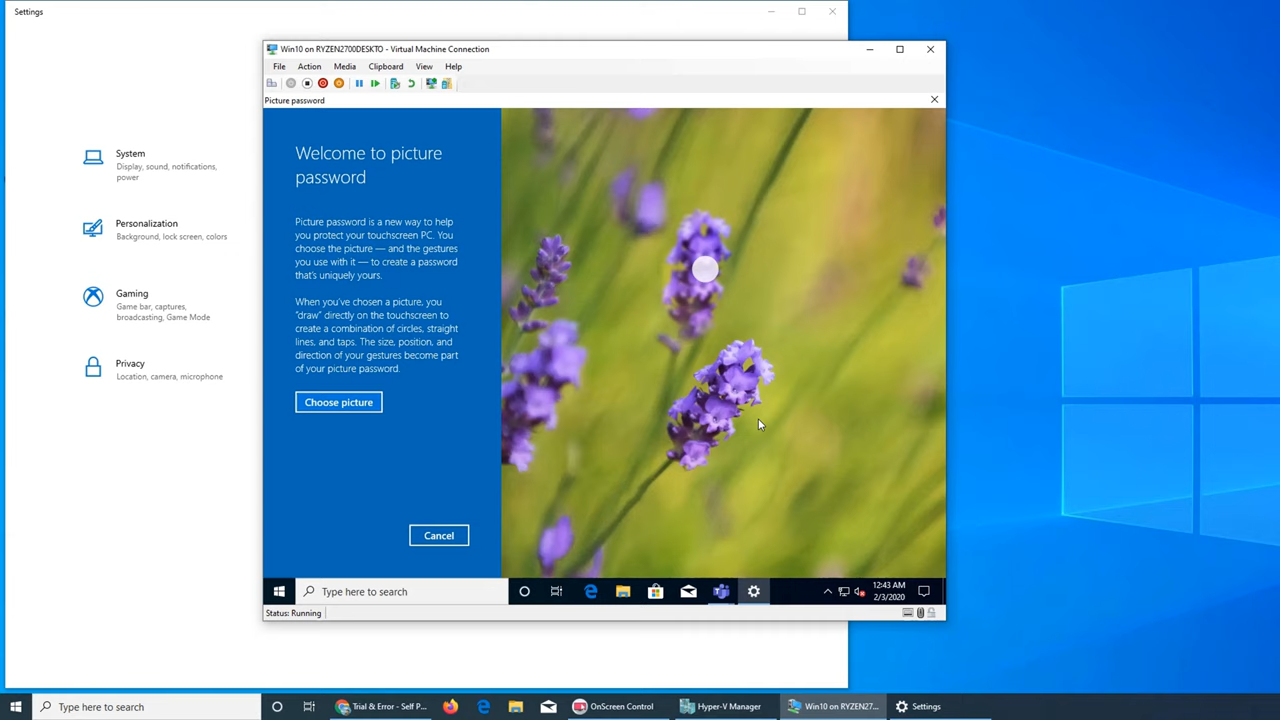 Settings
Win10 on RYZEN2700DESKTO - Virtual Machine Connection
File Action Media Clipboard View Help
Picture password
System
Display, sound, notifications,
power
Personalization
Background, lock screen, colors
Gaming
Game bar, captures,
broadcasting, Game Mode
Privacy
Location, camera, microphone
Welcome to picture
password
Picture password is a new way to help
you protect your touchscreen PC. You
choose the picture — and the gestures
you use with it — to create a password
that's uniquely yours.
When you've chosen a picture, you
"draw" directly on the touchscreen to
create a combination of circles, straight
lines, and taps. The size, position, and
direction of your gestures become part
of your picture password.
Choose picture
Cancel
Type here to search
12:43 AM
2/3/2020
Status: Running
Type here to search
Trial & Error - Self P...
OnScreen Control
Hyper-V Manager
Win10 on RYZEN27...
Settings